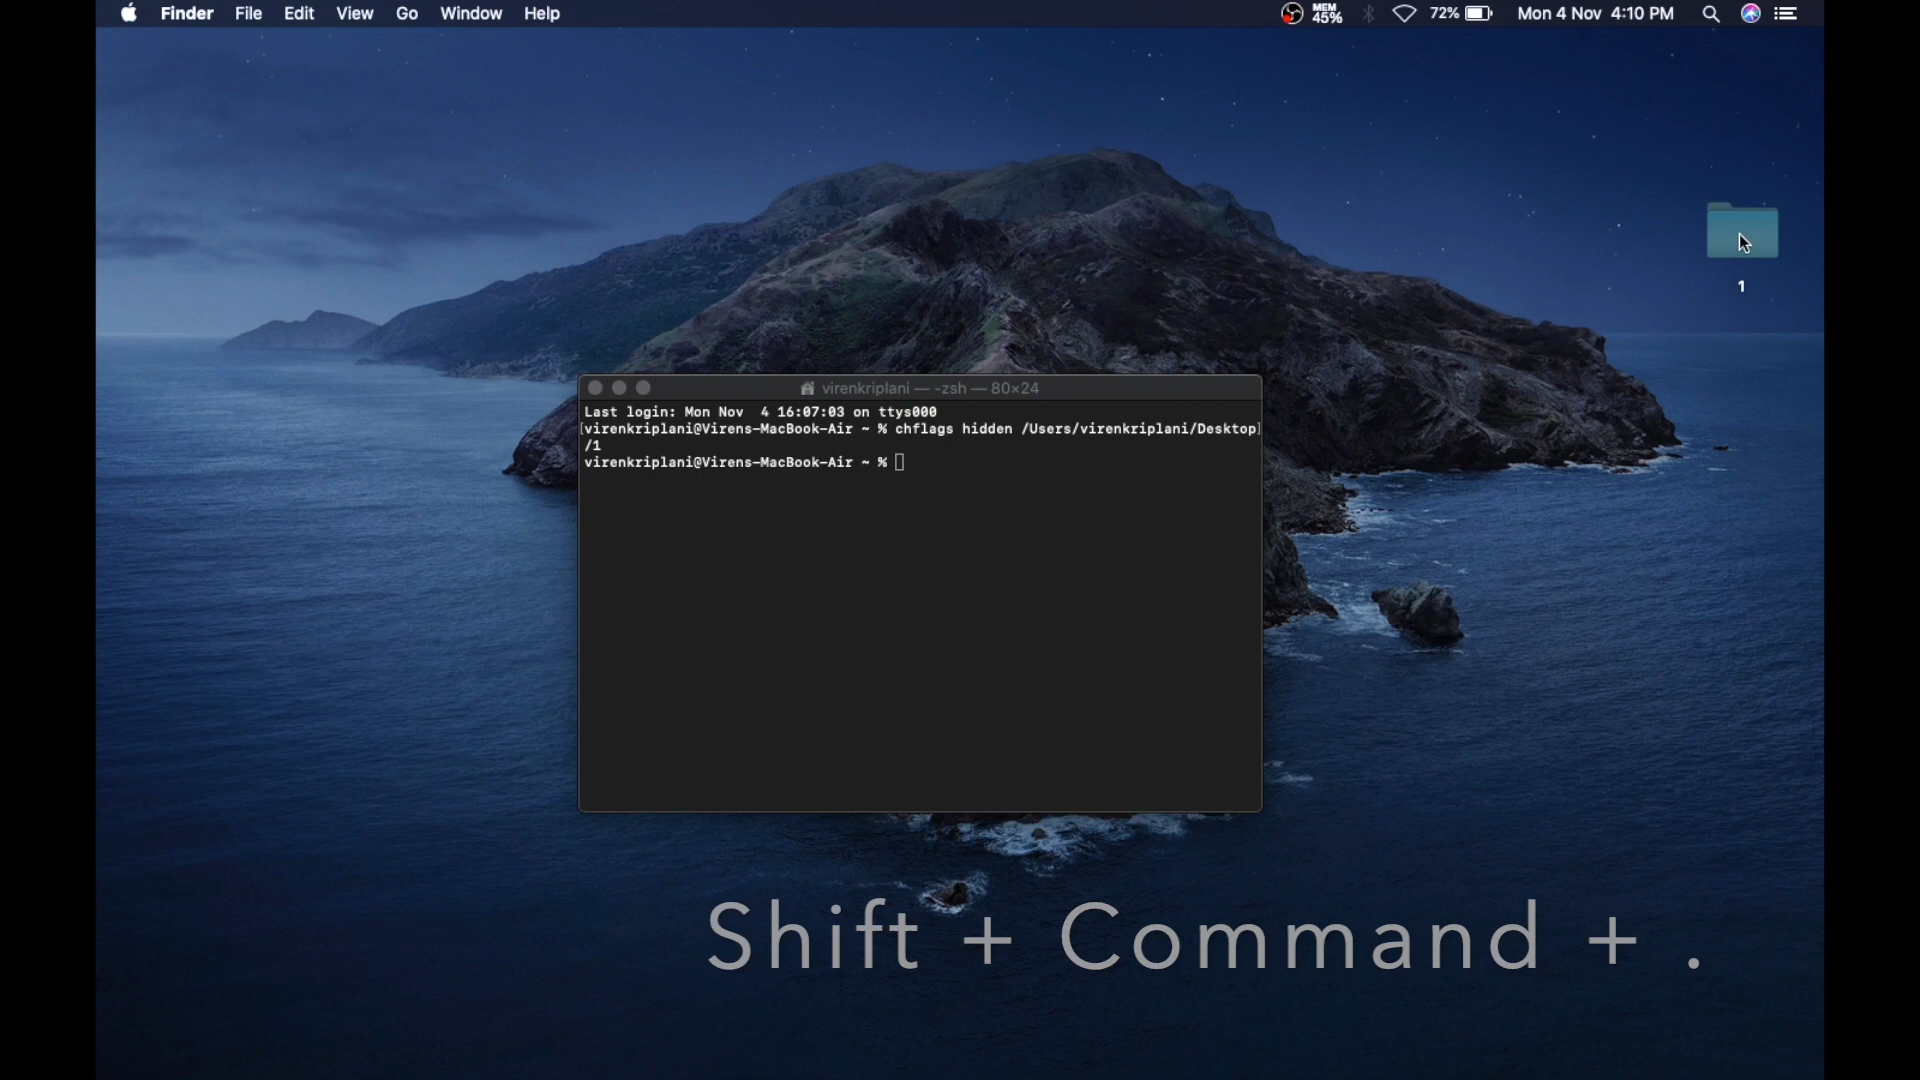 Finder File Edit View Go Window Help MEM 45% 72% Mon 4 Nov 4:10 PM
1
virenkriplani — -zsh — 80×24
Last login: Mon Nov  4 16:07:03 on ttys000
[virenkriplani@Virens-MacBook-Air ~ % chflags hidden /Users/virenkriplani/Desktop]
/1
virenkriplani@Virens-MacBook-Air ~ %
Shift + Command + .